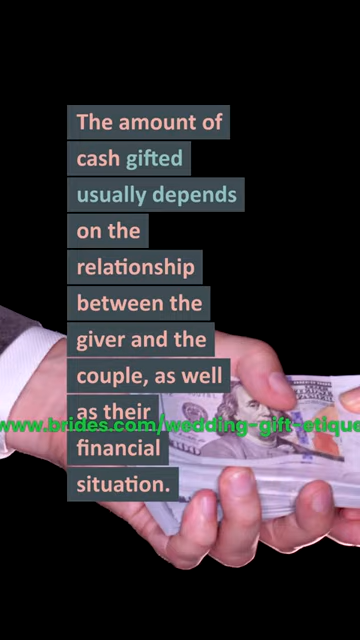 The amount of
cash gifted
usually depends
on the
relationship
between the
giver and the
couple, as well
as their
www.brides.com/wedding-gift-etique
financial
situation.